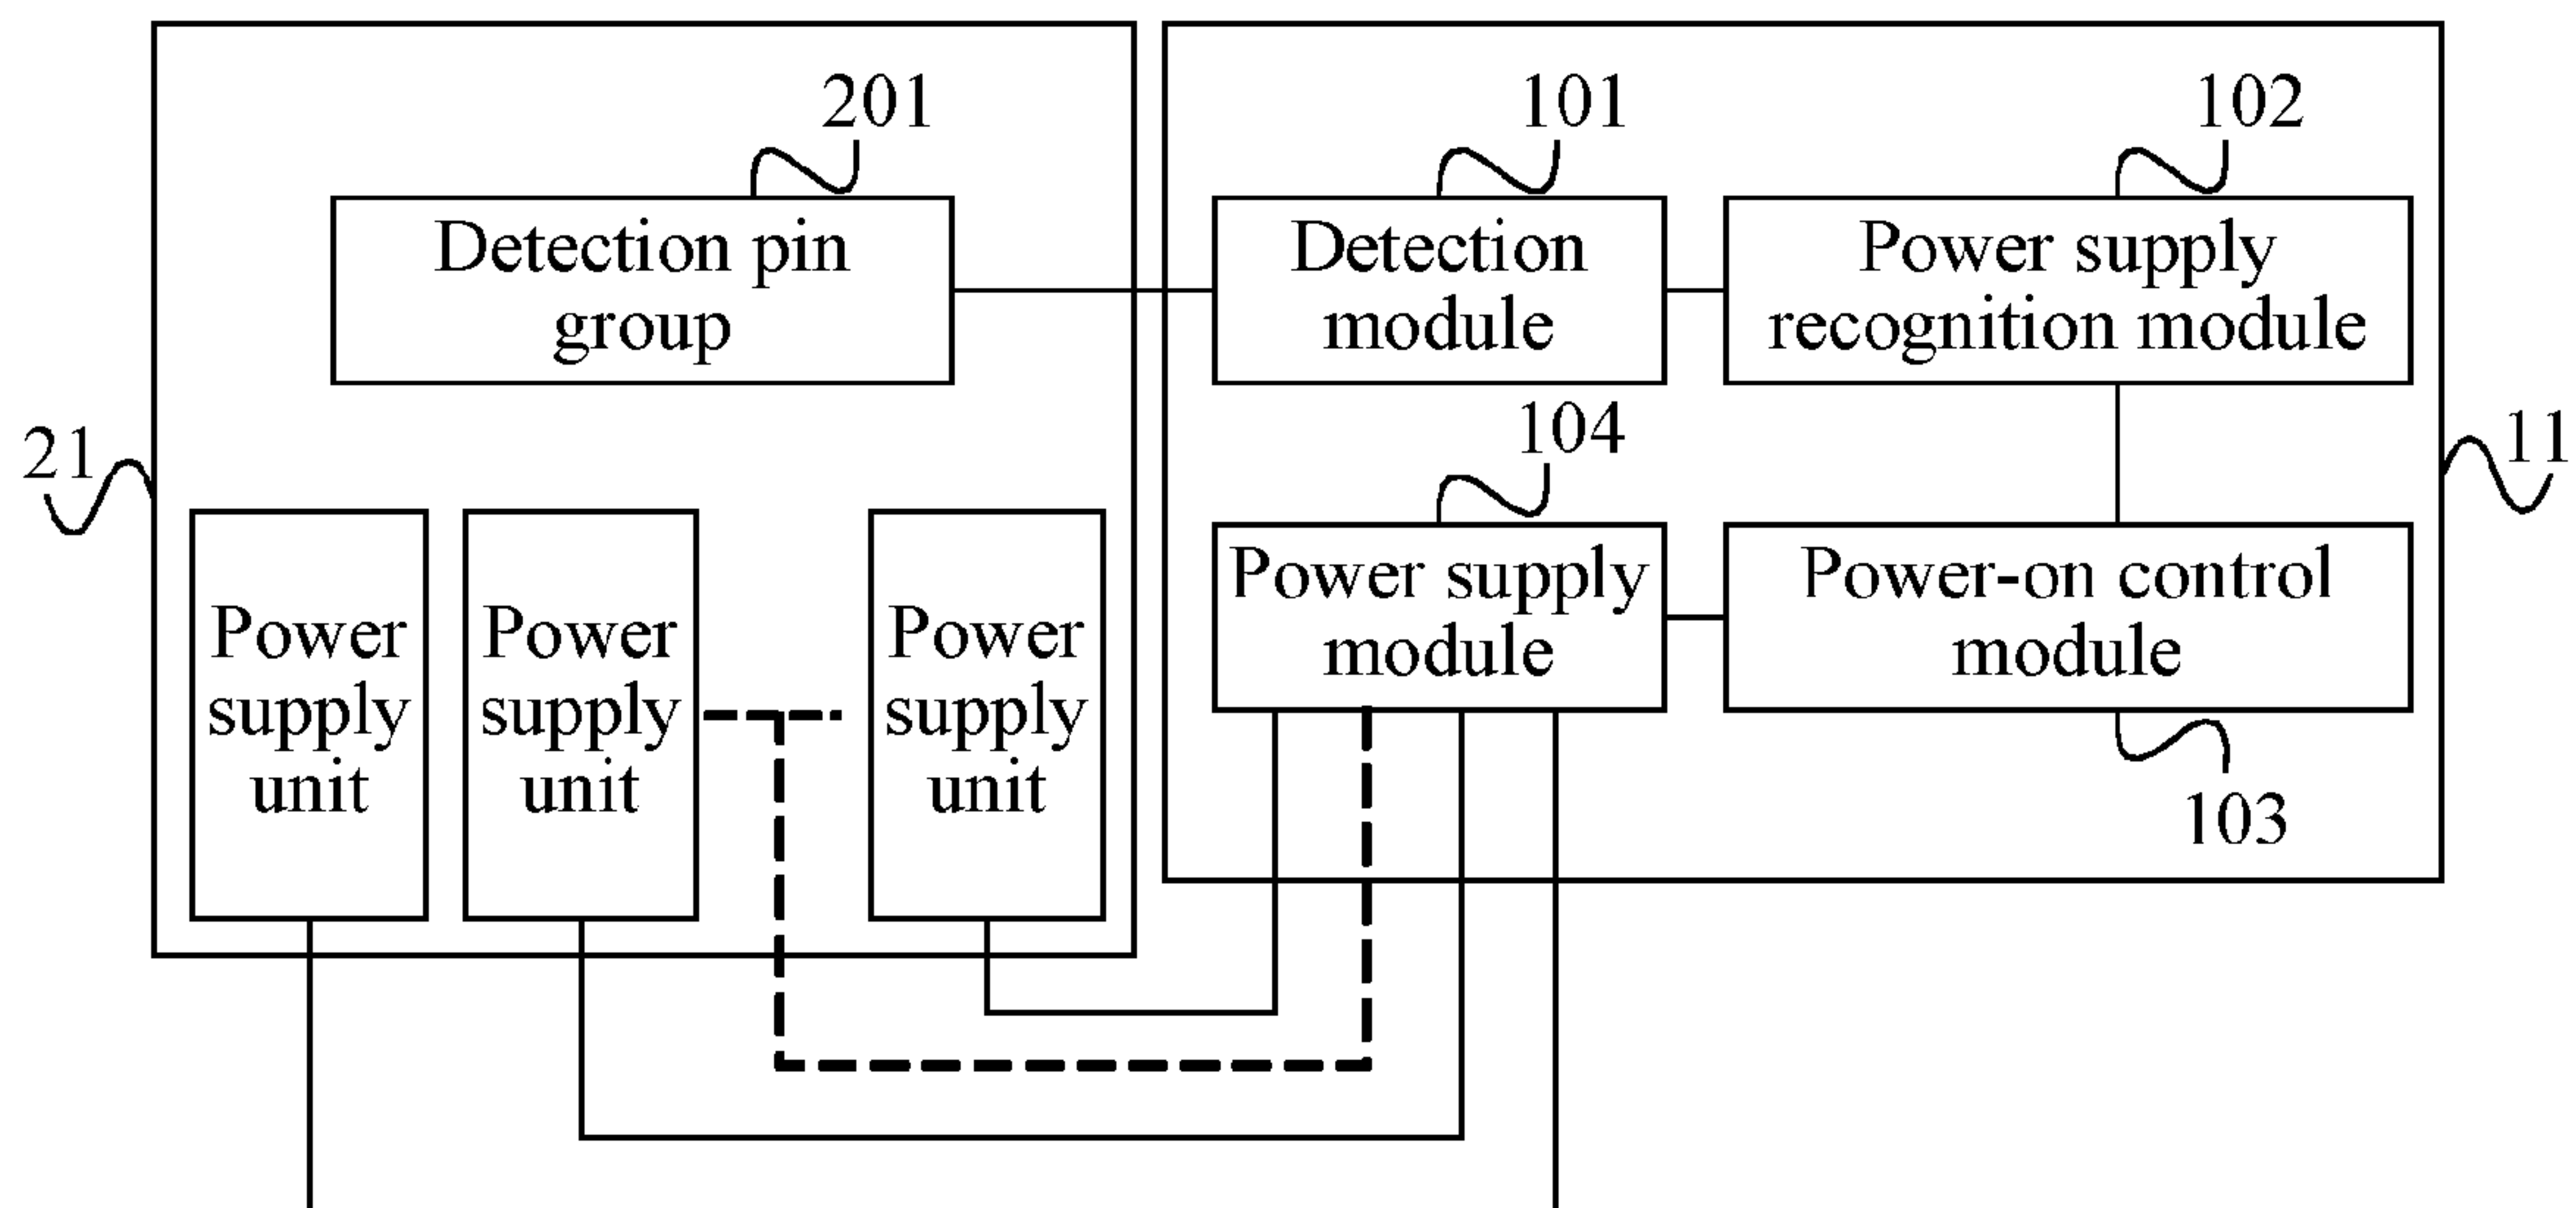 201
101
102
Detection pin
group
Detection
module
Power supply
recognition module
21
104
11
Power supply
module
Power-on control
module
Power
supply
unit
Power
supply
unit
Power
supply
unit
103